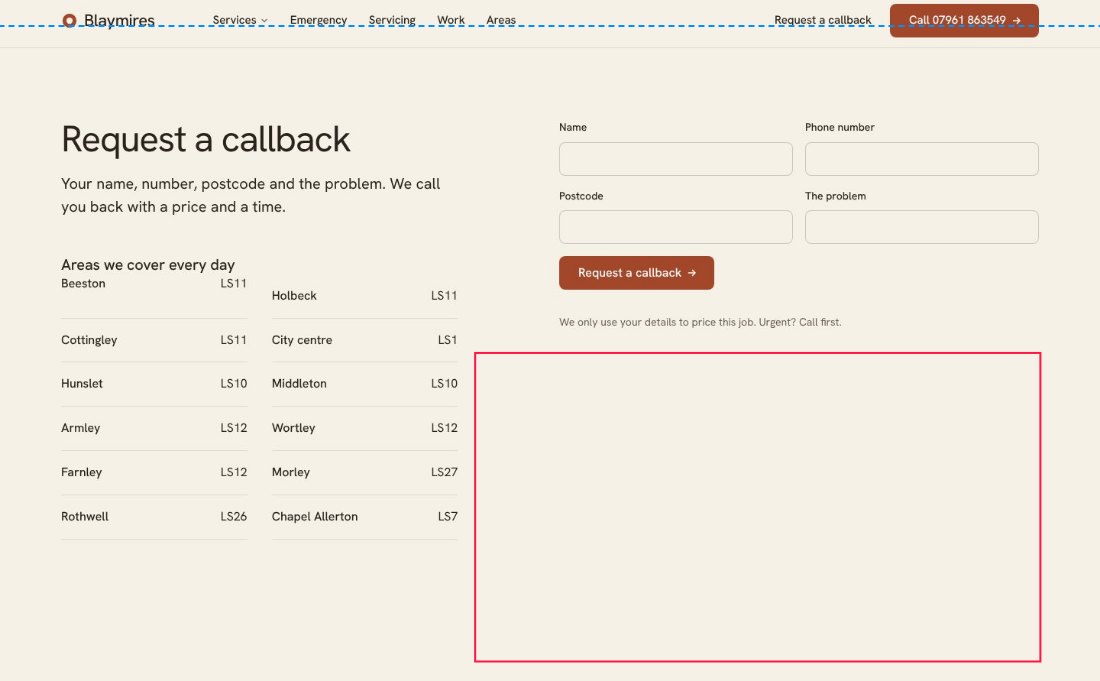 Blaymires
Services Emergency Servicing Work Areas
Request a callback
Call 07961 863549 →
Request a callback
Your name, number, postcode and the problem. We call
you back with a price and a time.
Areas we cover every day
Beeston LS11
Holbeck LS11
Cottingley LS11
City centre LS1
Hunslet LS10
Middleton LS10
Armley LS12
Wortley LS12
Farnley LS12
Morley LS27
Rothwell LS26
Chapel Allerton LS7
Name
Phone number
Postcode
The problem
Request a callback →
We only use your details to price this job. Urgent? Call first.